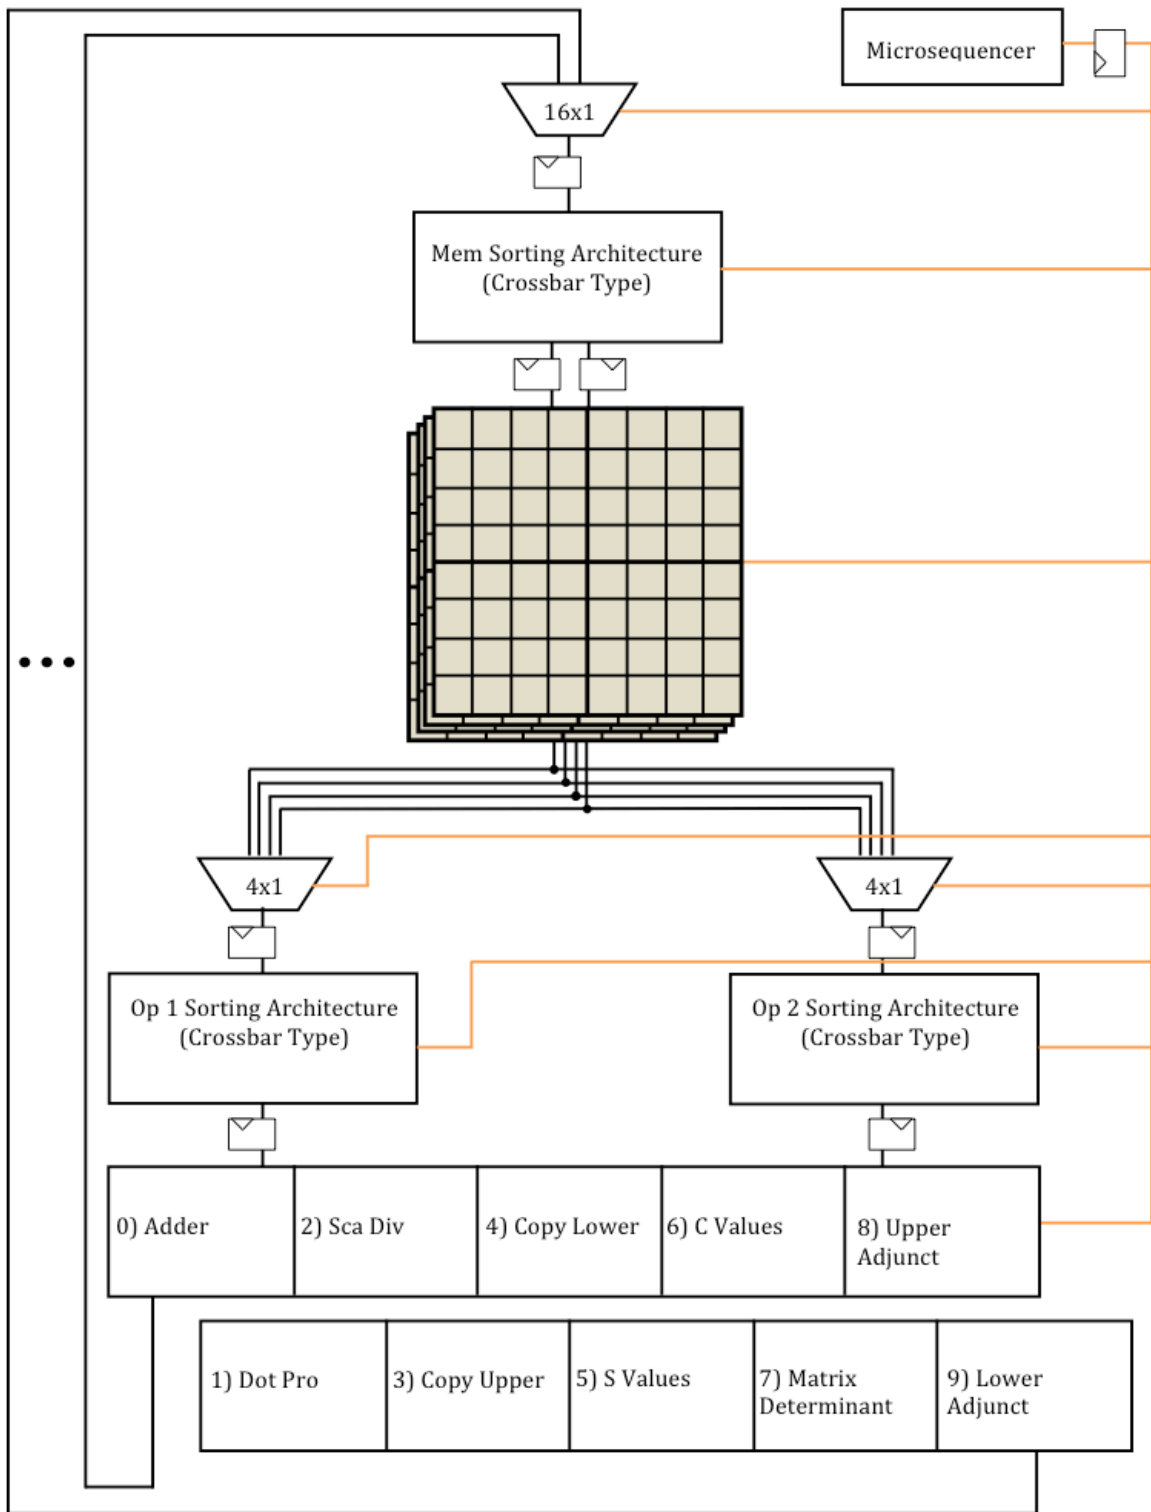 Microsequencer
16x1
Mem Sorting Architecture
(Crossbar Type)
4x1
4x1
Op 1 Sorting Architecture
(Crossbar Type)
Op 2 Sorting Architecture
(Crossbar Type)
0) Adder
2) Sca Div
4) Copy Lower
6) C Values
8) Upper
Adjunct
1) Dot Pro
3) Copy Upper
5) S Values
7) Matrix
Determinant
9) Lower
Adjunct